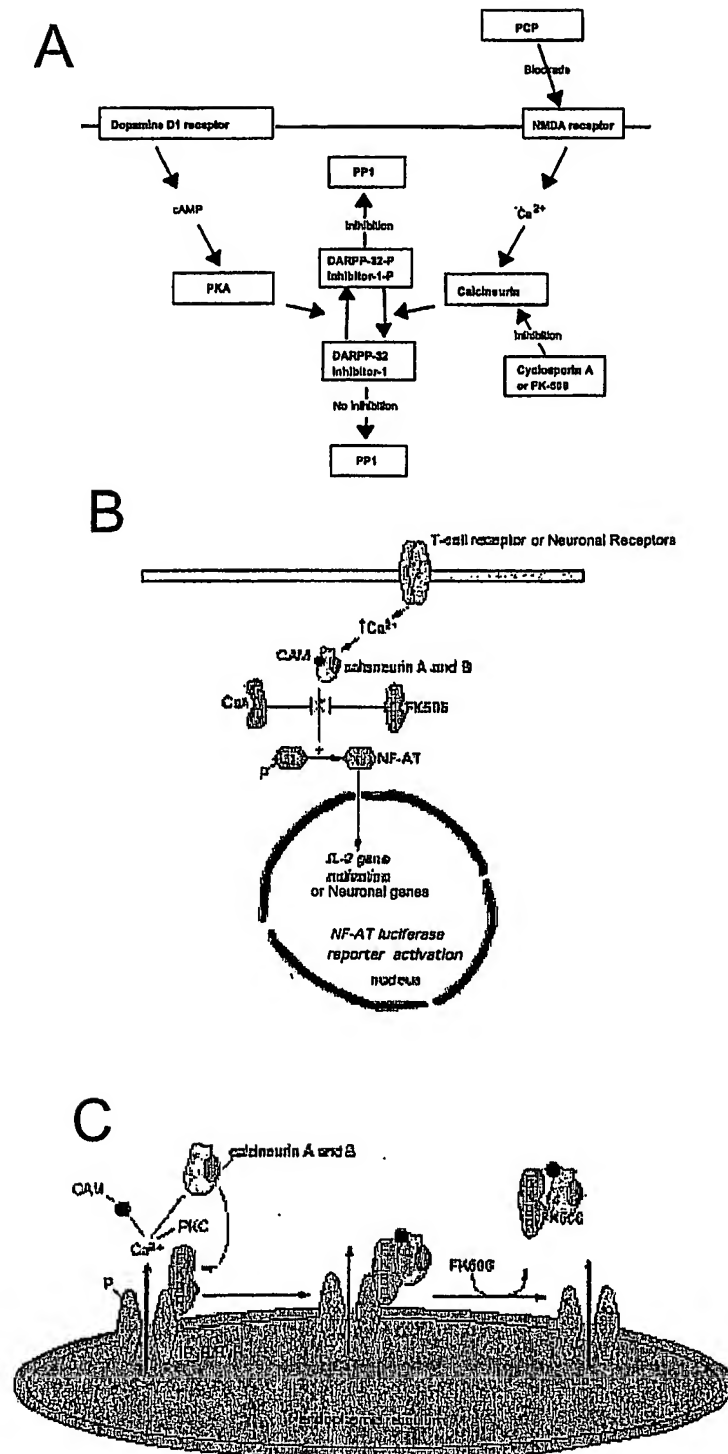 A
PCP
Blockade
Dopamine D1 receptor
NMDA receptor
PP1
cAMP
Ca2+
Inhibition
DARPP-32-P
Inhibitor-1-P
PKA
Calcineurin
Inhibition
DARPP-32
Inhibitor-1
Cyclosporin A
or FK-506
No Inhibition
PP1
B
T-cell receptor or Neuronal Receptors
↑Ca2+
CAM
calcineurin A and B
CsA
FK506
+
P
NF-AT
IL-2 gene
activation
or Neuronal genes
NF-AT luciferase
reporter activation
nucleus
C
calcineurin A and B
CAM
PKC
Ca2+
P
FK506
FK506